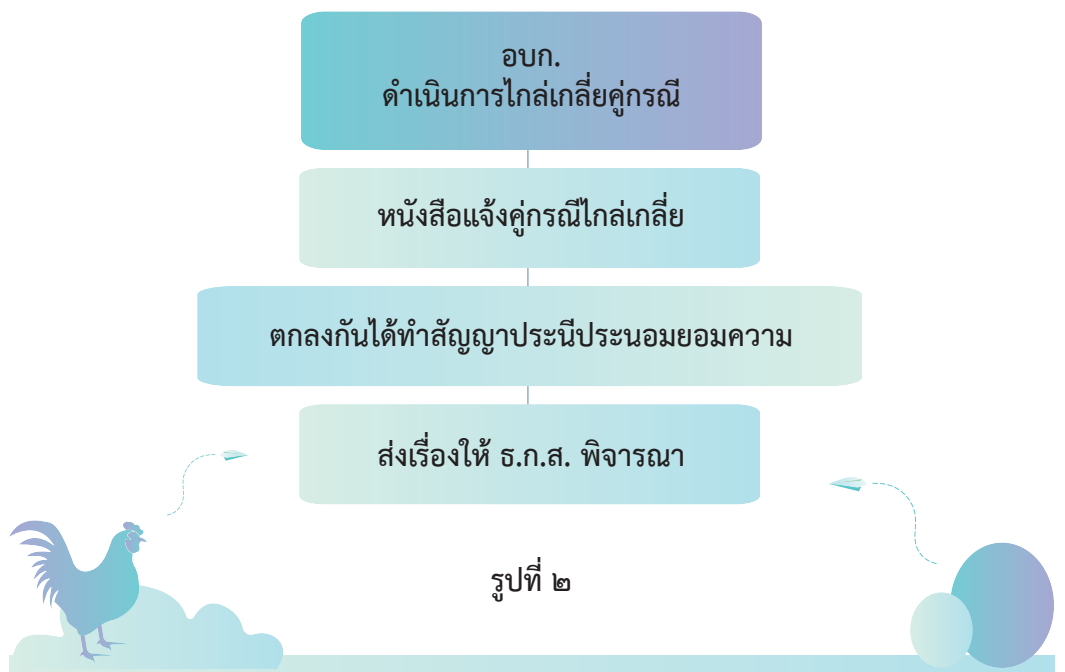 อบก.
ดำเนินการไกล่เกลี่ยคู่กรณี
หนังสือแจ้งคู่กรณีไกล่เกลี่ย
ตกลงกันได้ทำสัญญาประนีประนอมยอมความ
ส่งเรื่องให้ ธ.ก.ส. พิจารณา
รูปที่ ๒